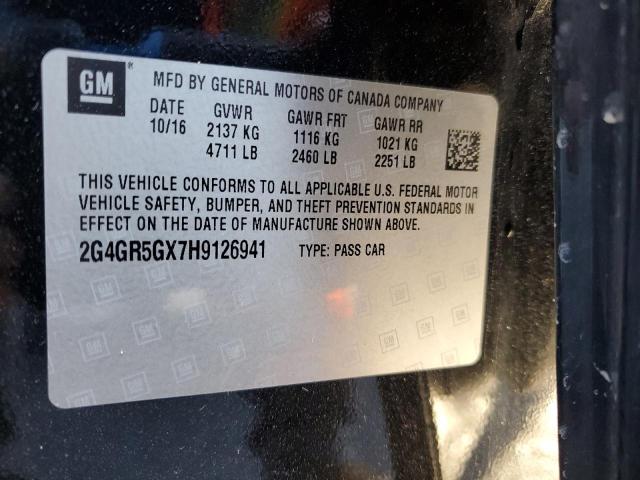 GM
MFD BY GENERAL MOTORS OF CANADA COMPANY
DATE GVWR GAWR FRT GAWR RR
10/16 2137 KG 1116 KG 1021 KG
4711 LB 2460 LB 2251 LB
THIS VEHICLE CONFORMS TO ALL APPLICABLE U.S. FEDERAL MOTOR
VEHICLE SAFETY, BUMPER, AND THEFT PREVENTION STANDARDS IN
EFFECT ON THE DATE OF MANUFACTURE SHOWN ABOVE.
2G4GR5GX7H9126941 TYPE: PASS CAR